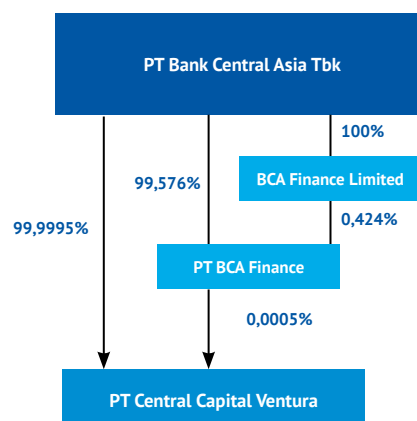 PT Bank Central Asia Tbk
100%
99,576%
BCA Finance Limited
99,9995%
0,424%
PT BCA Finance
0,0005%
PT Central Capital Ventura